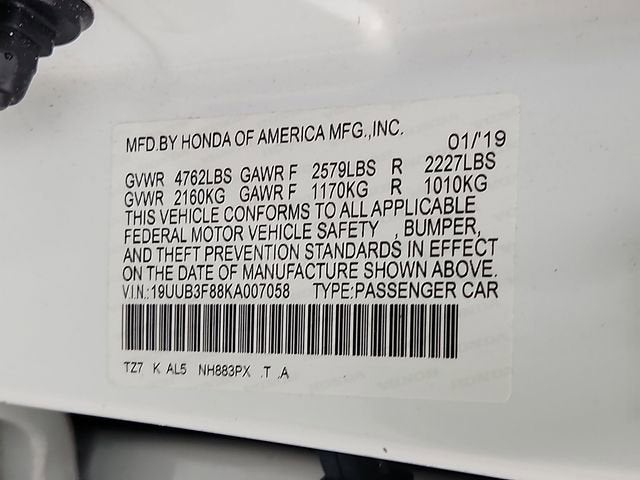 MFD.BY HONDA OF AMERICA MFG.,INC. 01/'19
GVWR 4762LBS GAWR F 2579LBS R 2227LBS
GVWR 2160KG GAWR F 1170KG R 1010KG
THIS VEHICLE CONFORMS TO ALL APPLICABLE
FEDERAL MOTOR VEHICLE SAFETY , BUMPER,
AND THEFT PREVENTION STANDARDS IN EFFECT
ON THE DATE OF MANUFACTURE SHOWN ABOVE.
V.I.N.:19UUB3F88KA007058 TYPE:PASSENGER CAR
TZ7 K AL5 NH883PX .T .A